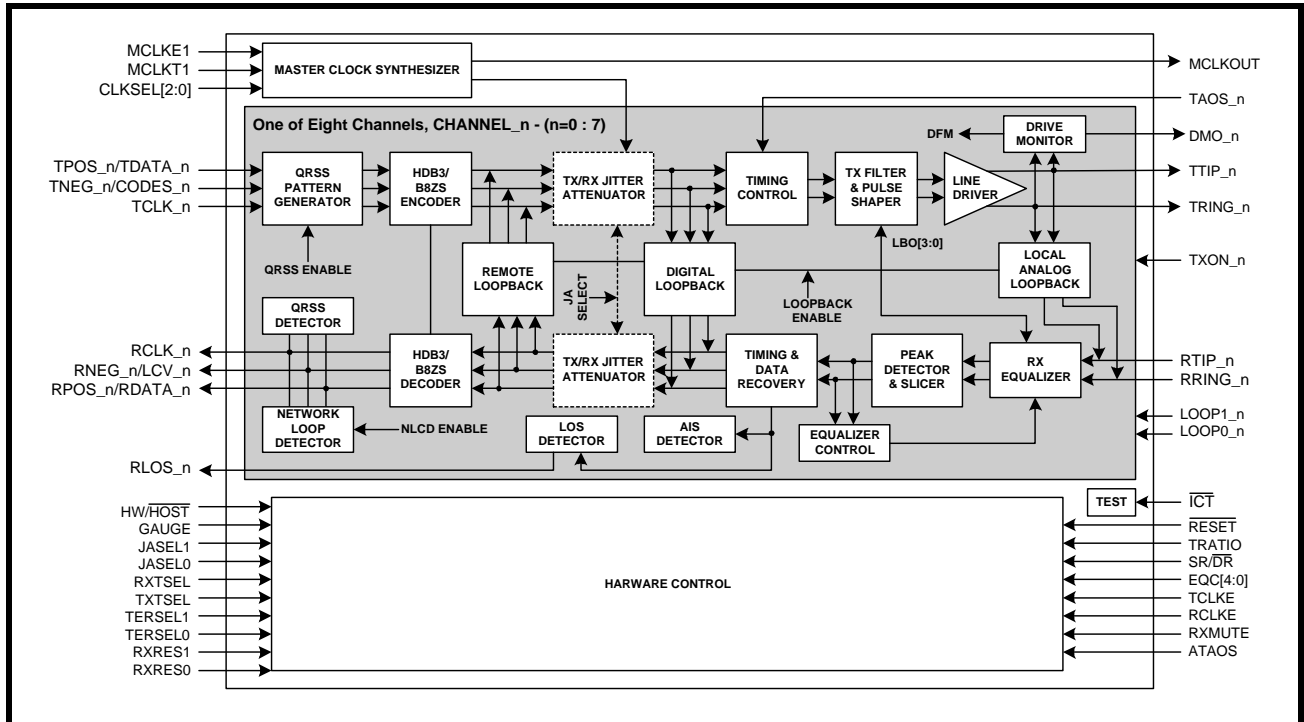 MCLKE1
MCLKT1
CLKSEL[2:0]
MASTER CLOCK SYNTHESIZER
MCLKOUT
TAOS_n
One of Eight Channels, CHANNEL_n - (n=0 : 7)
DFM
DRIVE
MONITOR
DMO_n
TPOS_n/TDATA_n
TNEG_n/CODES_n
TCLK_n
QRSS
PATTERN
GENERATOR
HDB3/
B8ZS
ENCODER
TX/RX JITTER
ATTENUATOR
TIMING
CONTROL
TX FILTER
& PULSE
SHAPER
LINE
DRIVER
TTIP_n
TRING_n
QRSS ENABLE
REMOTE
LOOPBACK
JA
SELECT
DIGITAL
LOOPBACK
LOOPBACK
ENABLE
LBO[3:0]
LOCAL
ANALOG
LOOPBACK
TXON_n
QRSS
DETECTOR
RCLK_n
RNEG_n/LCV_n
RPOS_n/RDATA_n
HDB3/
B8ZS
DECODER
TX/RX JITTER
ATTENUATOR
TIMING &
DATA
RECOVERY
PEAK
DETECTOR
& SLICER
RX
EQUALIZER
RTIP_n
RRING_n
NETWORK
LOOP
DETECTOR
NLCD ENABLE
LOS
DETECTOR
AIS
DETECTOR
EQUALIZER
CONTROL
LOOP1_n
LOOP0_n
RLOS_n
TEST
ICT
HW/HOST
GAUGE
JASEL1
JASEL0
RXTSEL
TXTSEL
TERSEL1
TERSEL0
RXRES1
RXRES0
HARWARE CONTROL
RESET
TRATIO
SR/DR
EQC[4:0]
TCLKE
RCLKE
RXMUTE
ATAOS